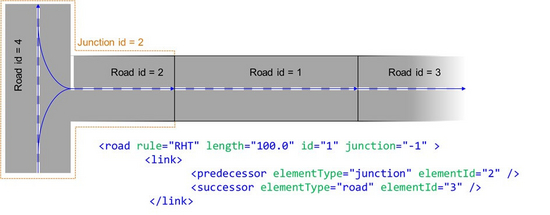 Junction id = 2
Road id = 4
Road id = 2
Road id = 1
Road id = 3
<road rule="RHT" length="100.0" id="1" junction="-1" >
<link>
<predecessor elementType="junction" elementId="2" />
<successor elementType="road" elementId="3" />
</link>